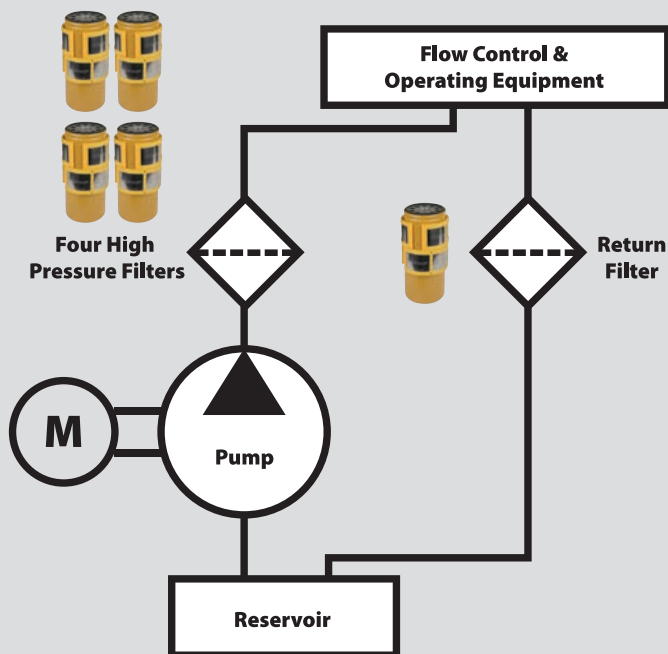 Flow Control &
Operating Equipment
Four High
Pressure Filters
Return
Filter
M
Pump
Reservoir